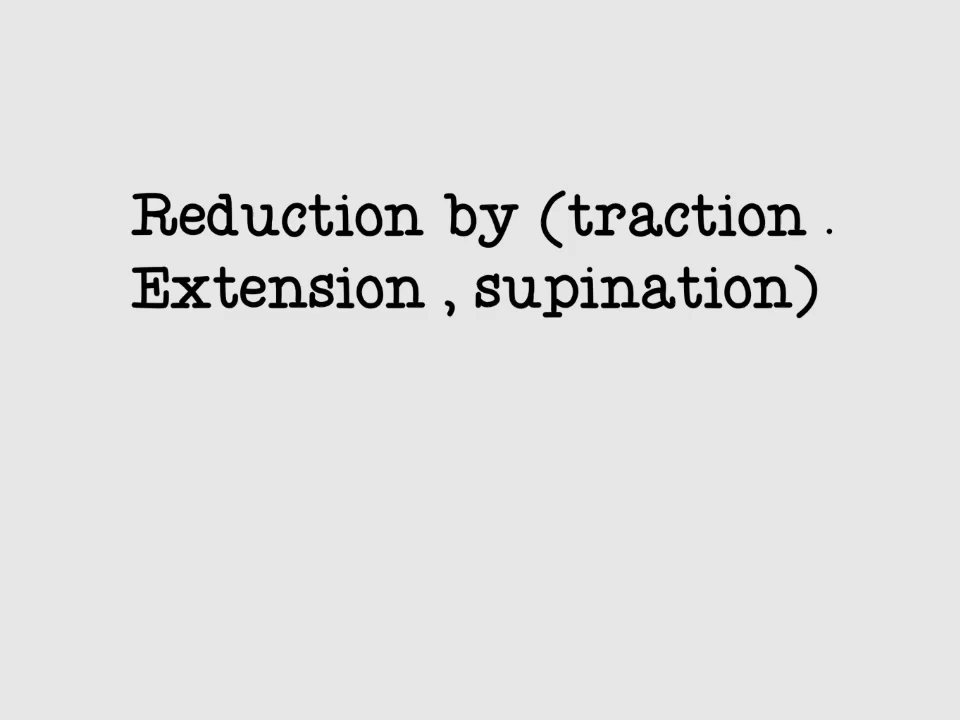 Reduction by (traction .
Extension , supination)